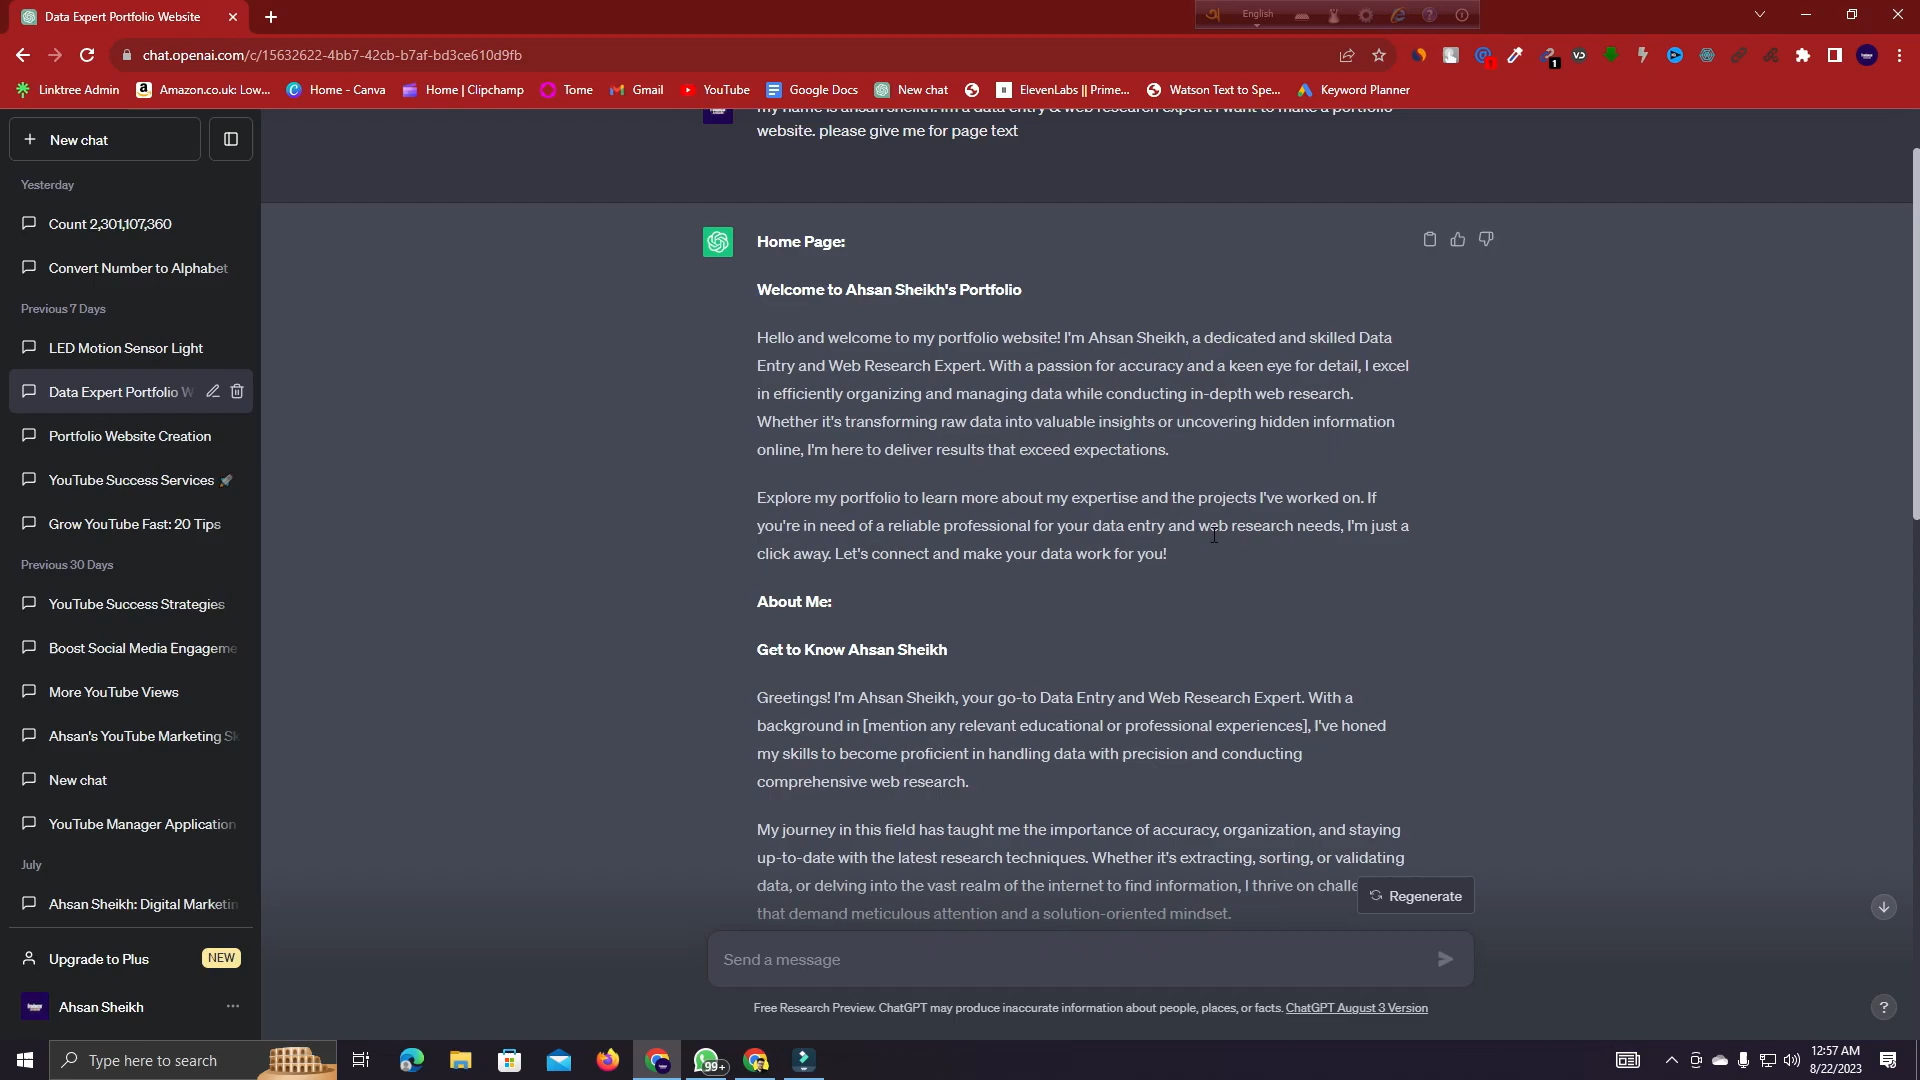 Data Expert Portfolio Website
English
chat.openai.com/c/15632622-4bb7-42cb-b7af-bd3ce610d9fb
Linktree Admin
Amazon.co.uk: Low...
Home - Canva
Home | Clipchamp
Tome
Gmail
YouTube
Google Docs
New chat
ElevenLabs || Prime...
Watson Text to Spe...
Keyword Planner
New chat
Yesterday
Count 2,301,107,360
Convert Number to Alphabet
Previous 7 Days
LED Motion Sensor Light
Data Expert Portfolio W
Portfolio Website Creation
YouTube Success Services 🚀
Grow YouTube Fast: 20 Tips
Previous 30 Days
YouTube Success Strategies
Boost Social Media Engageme
More YouTube Views
Ahsan's YouTube Marketing Sk
New chat
YouTube Manager Application
July
Ahsan Sheikh: Digital Marketin
Upgrade to Plus
NEW
Ahsan Sheikh
my name is ahsan sheikh. im a data entry & web research expert. i want to make a portfolio
website. please give me for page text
Home Page:
Welcome to Ahsan Sheikh's Portfolio
Hello and welcome to my portfolio website! I'm Ahsan Sheikh, a dedicated and skilled Data
Entry and Web Research Expert. With a passion for accuracy and a keen eye for detail, I excel
in efficiently organizing and managing data while conducting in-depth web research.
Whether it's transforming raw data into valuable insights or uncovering hidden information
online, I'm here to deliver results that exceed expectations.
Explore my portfolio to learn more about my expertise and the projects I've worked on. If
you're in need of a reliable professional for your data entry and web research needs, I'm just a
click away. Let's connect and make your data work for you!
About Me:
Get to Know Ahsan Sheikh
Greetings! I'm Ahsan Sheikh, your go-to Data Entry and Web Research Expert. With a
background in [mention any relevant educational or professional experiences], I've honed
my skills to become proficient in handling data with precision and conducting
comprehensive web research.
My journey in this field has taught me the importance of accuracy, organization, and staying
up-to-date with the latest research techniques. Whether it's extracting, sorting, or validating
data, or delving into the vast realm of the internet to find information, I thrive on challe
Regenerate
that demand meticulous attention and a solution-oriented mindset.
Send a message
Free Research Preview. ChatGPT may produce inaccurate information about people, places, or facts. ChatGPT August 3 Version
?
Type here to search
99+
12:57 AM
8/22/2023